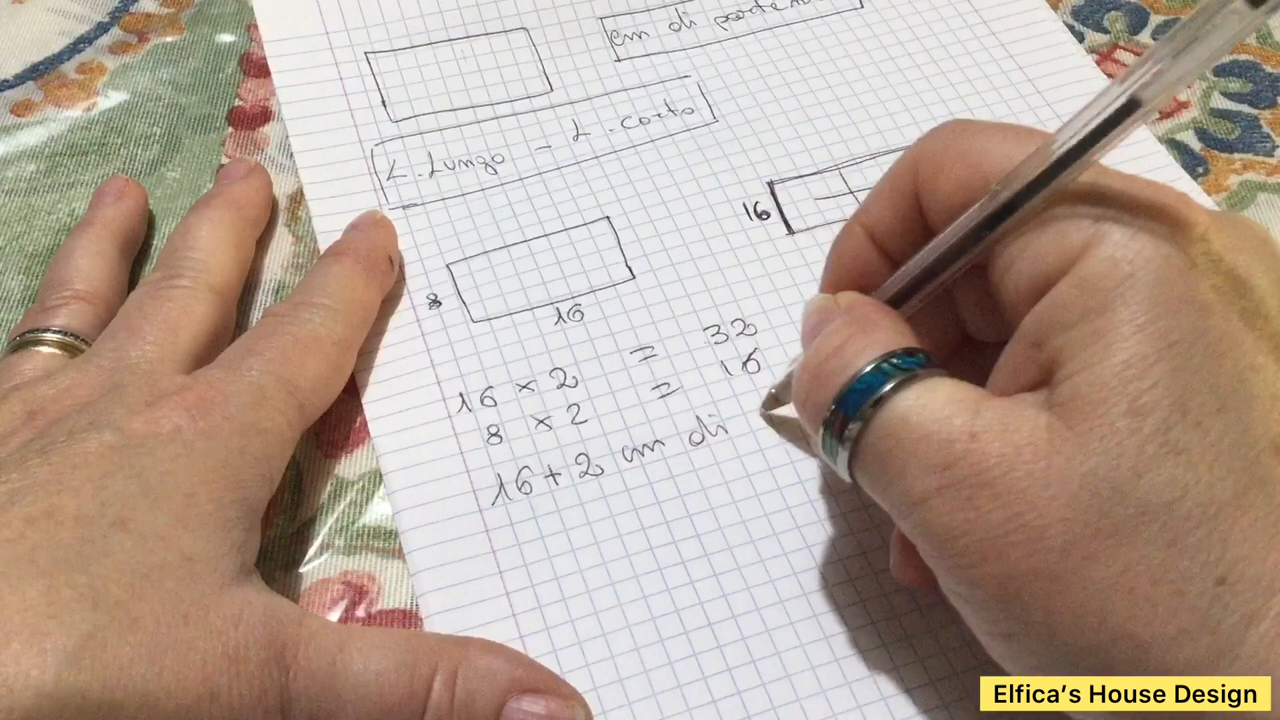 cm di
L. Lungo - L. corto
16
8
16
16 x 2 = 32
8 x 2 = 16
16 + 2 cm di
Elfica's House Design